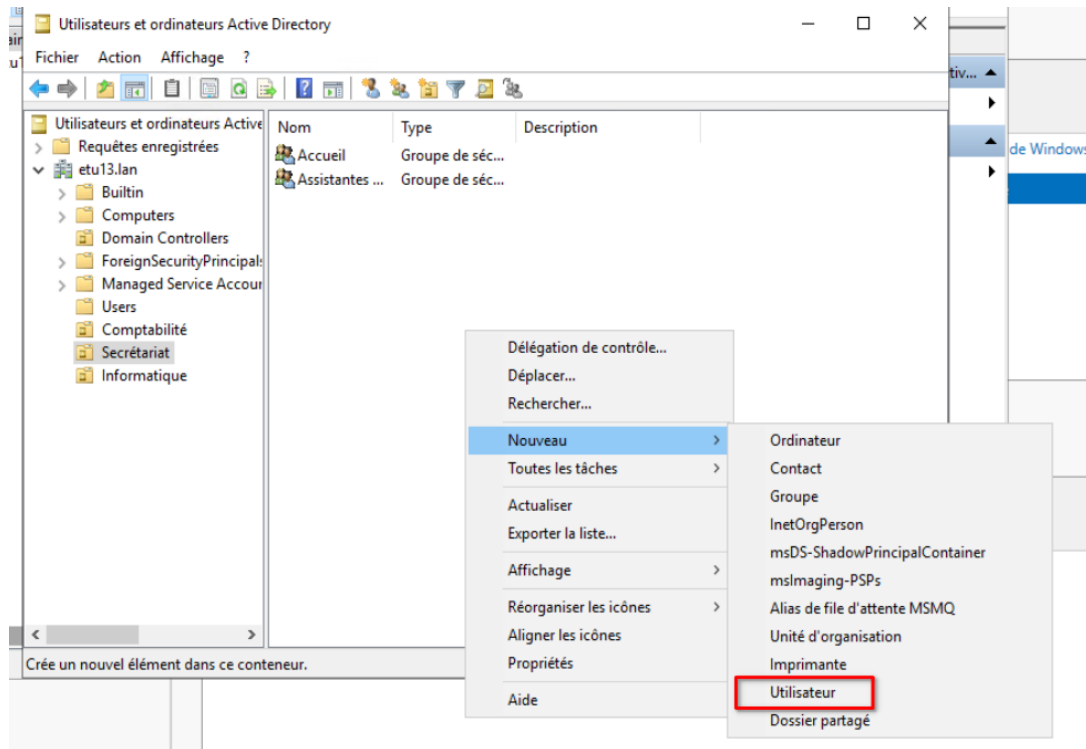 Utilisateurs et ordinateurs Active Directory
Fichier Action Affichage ?
Utilisateurs et ordinateurs Active
Requêtes enregistrées
etu13.lan
Builtin
Computers
Domain Controllers
ForeignSecurityPrincipal
Managed Service Accour
Users
Comptabilité
Secrétariat
Informatique
Nom Type Description
Accueil Groupe de séc...
Assistantes ... Groupe de séc...
tiv...
de Windows
Délégation de contrôle...
Déplacer...
Rechercher...
Nouveau
Toutes les tâches
Actualiser
Exporter la liste...
Affichage
Réorganiser les icônes
Aligner les icônes
Propriétés
Aide
Ordinateur
Contact
Groupe
InetOrgPerson
msDS-ShadowPrincipalContainer
msImaging-PSPs
Alias de file d'attente MSMQ
Unité d'organisation
Imprimante
Utilisateur
Dossier partagé
Crée un nouvel élément dans ce conteneur.